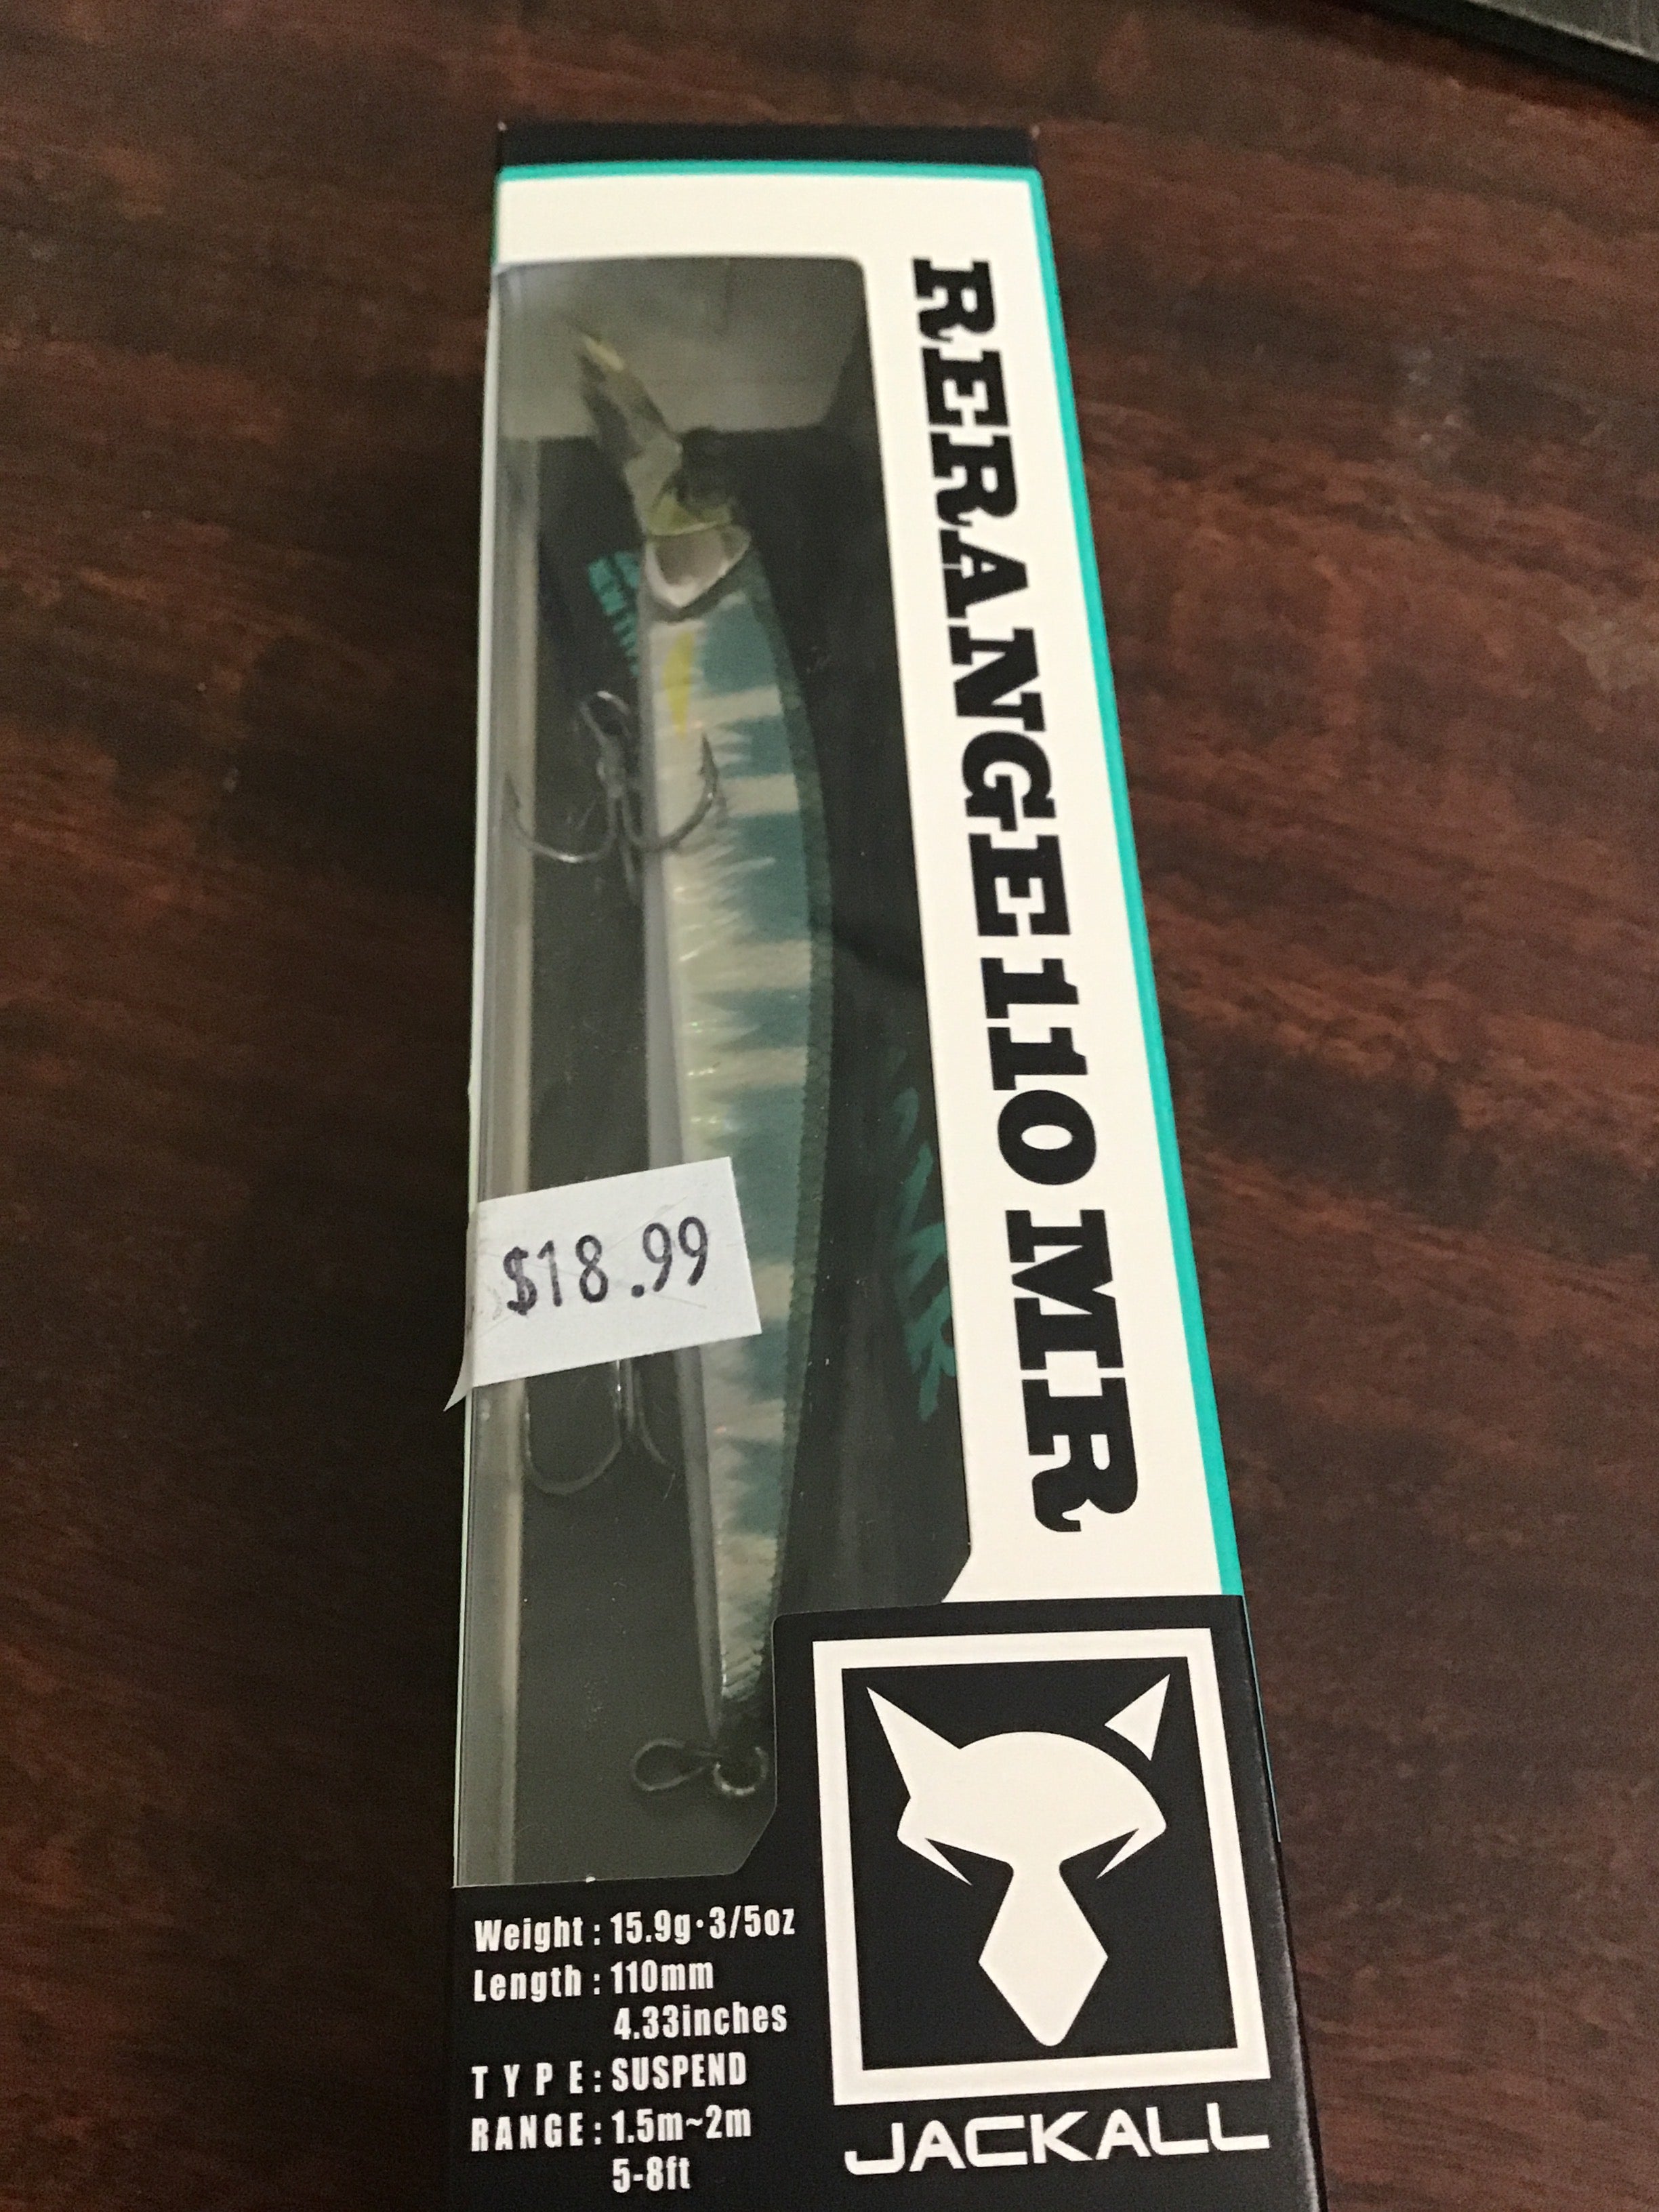 RERANGE 110 MR
$18.99
Weight : 15.9g・3/5oz
Length : 110mm
4.33inches
TYPE : SUSPEND
RANGE : 1.5m~2m
5-8ft
JACKALL